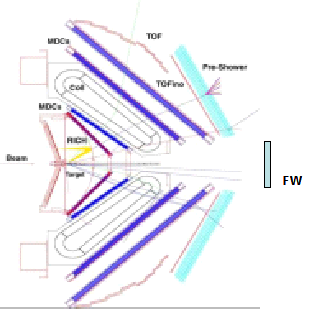 MDCs
TOF
Pre-Shower
Coil
TOFino
MDCs
RICH
Beam
Target
FW